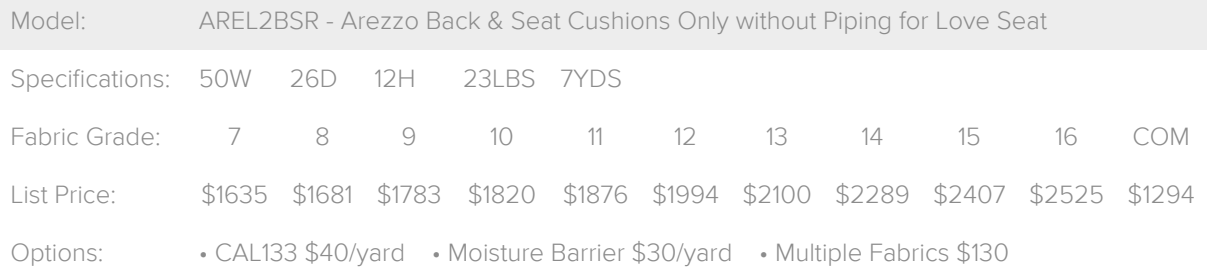 Model: AREL2BSR - Arezzo Back & Seat Cushions Only without Piping for Love Seat
Specifications: 50W 26D 12H 23LBS 7YDS
Fabric Grade: 7 8 9 10 11 12 13 14 15 16 COM
List Price: $1635 $1681 $1783 $1820 $1876 $1994 $2100 $2289 $2407 $2525 $1294
Options: • CAL133 $40/yard • Moisture Barrier $30/yard • Multiple Fabrics $130